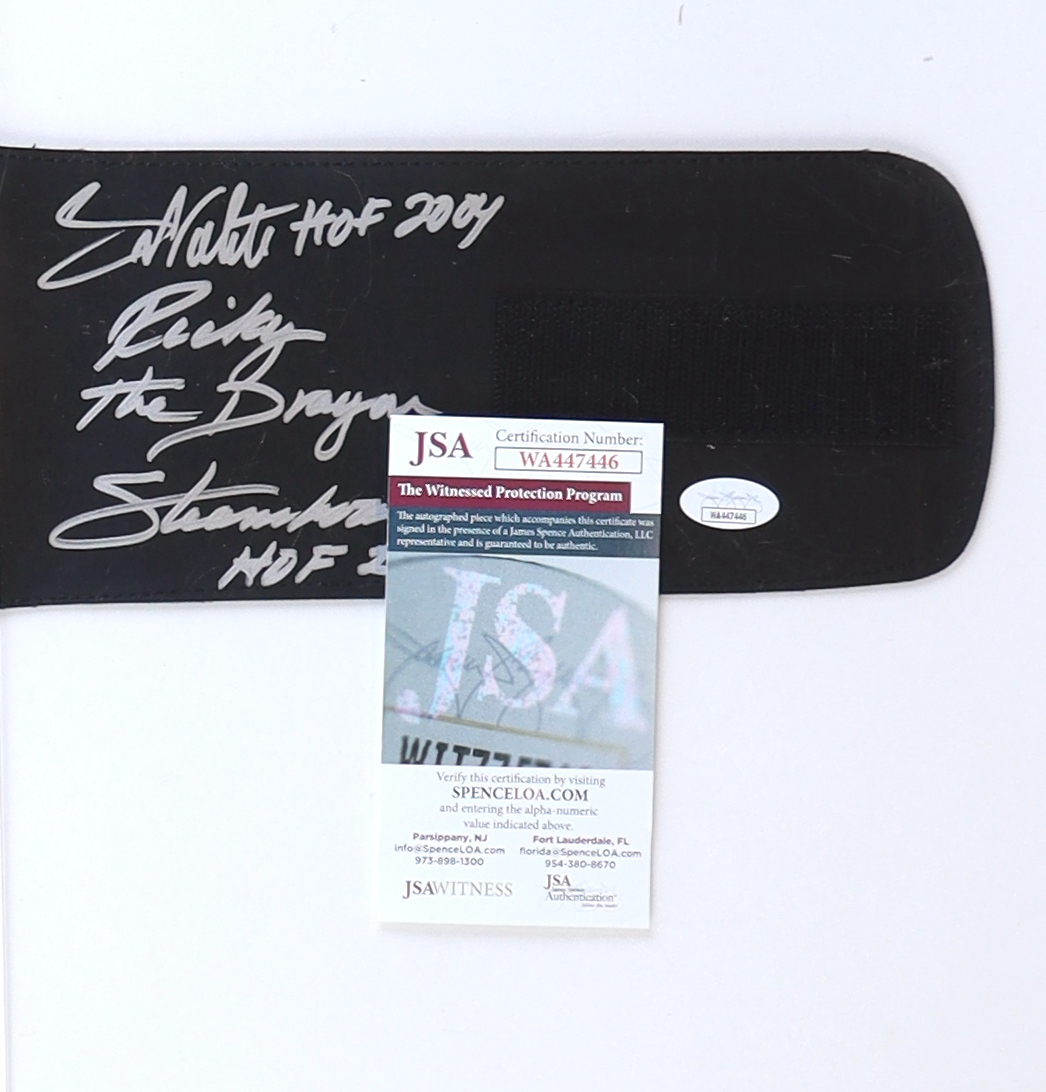 HOF 2004
Ricky
the Dragon
Steamboa
HOF 2
JSA
Certification Number:
WA447446
The Witnessed Protection Program
The autographed piece which accompanies this certificate was
signed in the presence of a James Spence Authentication, LLC
representative and is guaranteed to be authentic.
JSA
Verify this certification by visiting
SPENCELOA.COM
and entering the alpha-numeric
value indicated above.
Parsippany, NJ
info@SpenceLOA.com
973-898-1300
Fort Lauderdale, FL
florida@SpenceLOA.com
954-380-8670
JSAWITNESS
JSA
Authentication
WA447446